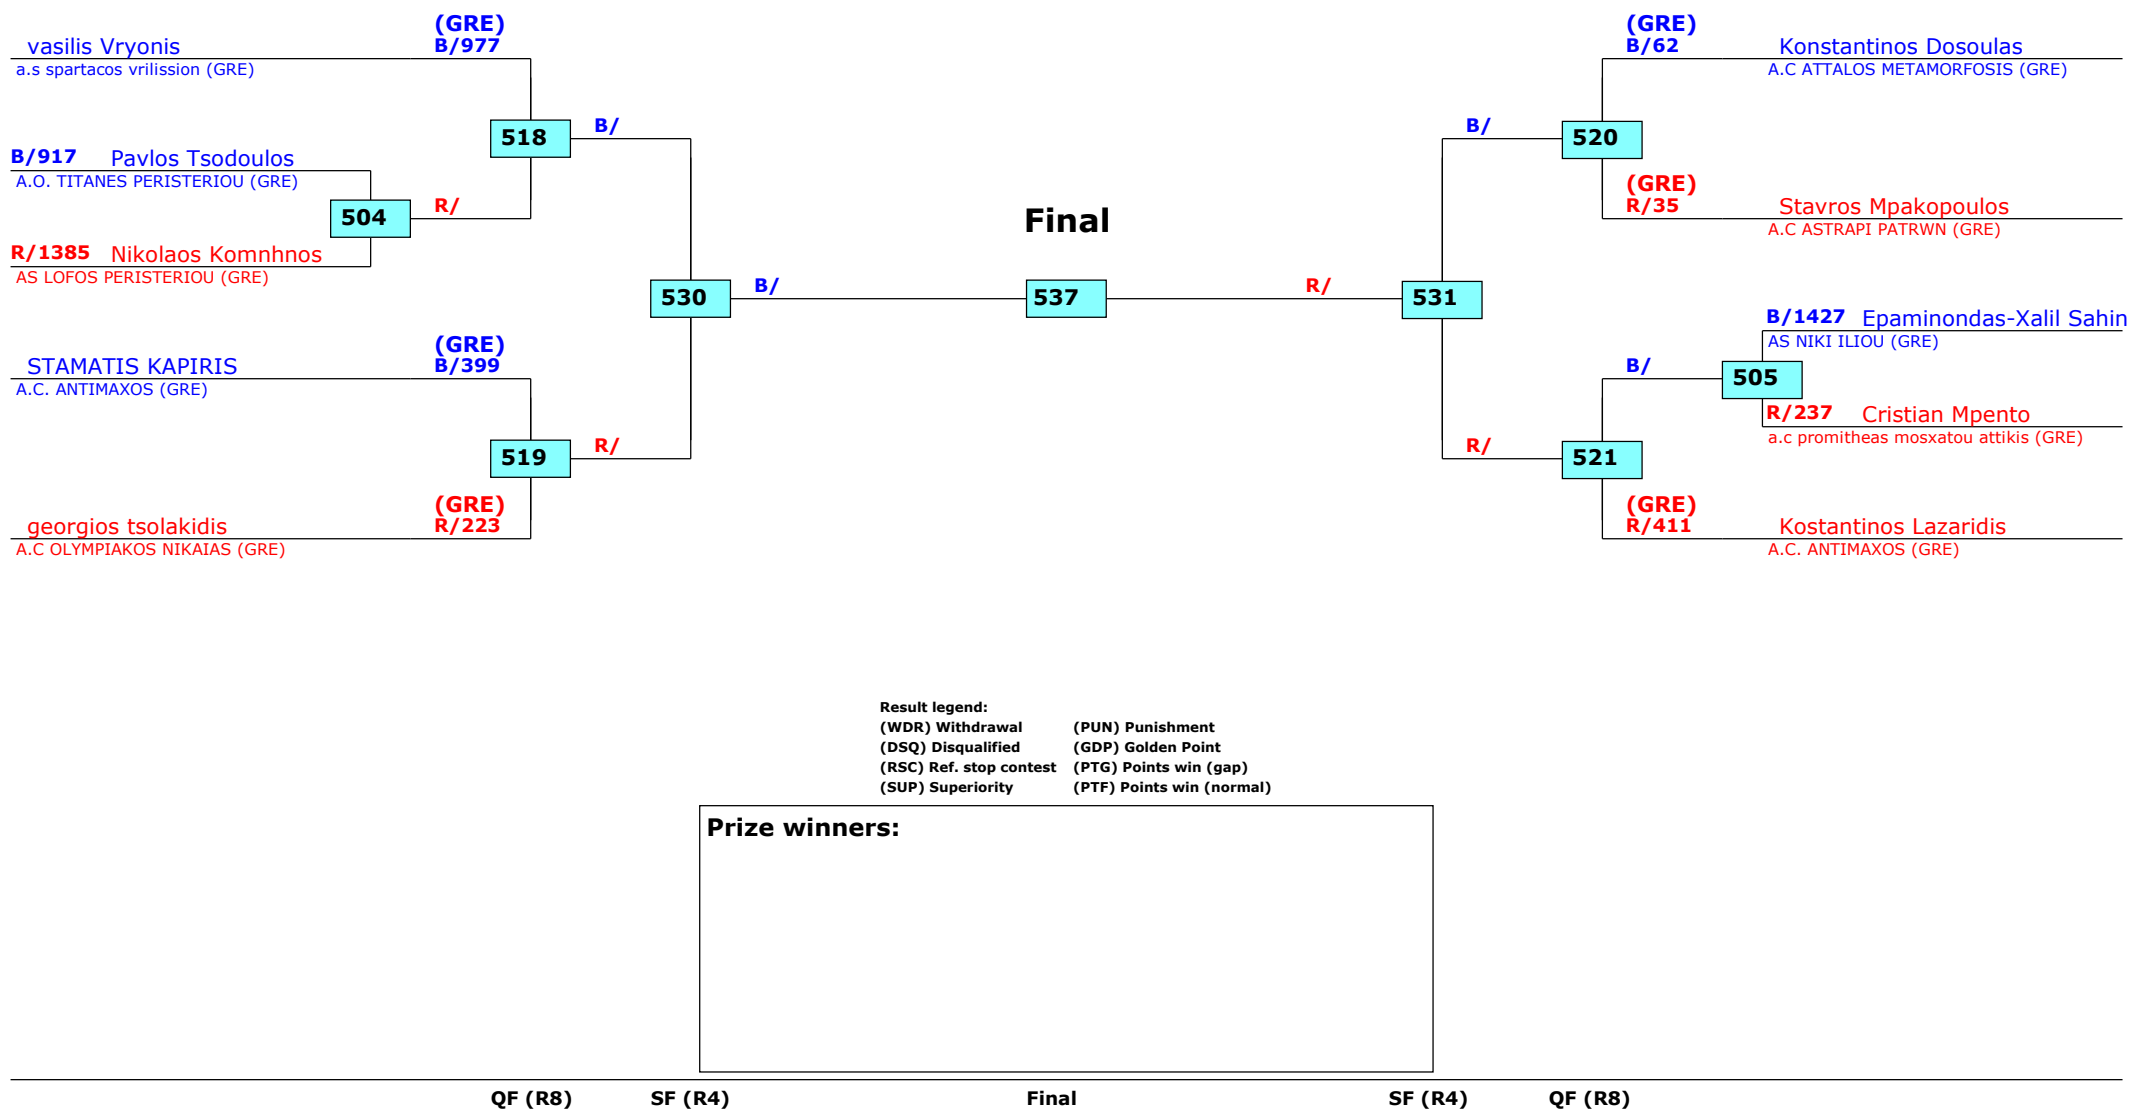 (GRE)
vasilis Vryonis B/977
a.s spartacos vrilission (GRE)
518 B/
B/917 Pavlos Tsodoulos
A.O. TITANES PERISTERIOU (GRE)
504 R/
R/1385 Nikolaos Komnhnos
AS LOFOS PERISTERIOU (GRE)
530 B/
(GRE)
STAMATIS KAPIRIS B/399
A.C. ANTIMAXOS (GRE)
519 R/
(GRE)
georgios tsolakidis R/223
A.C OLYMPIAKOS NIKAIAS (GRE)
Final
537
(GRE)
B/62 Konstantinos Dosoulas
A.C ATTALOS METAMORFOSIS (GRE)
B/ 520
(GRE)
R/35 Stavros Mpakopoulos
A.C ASTRAPI PATRWN (GRE)
R/ 531
B/1427 Epaminondas-Xalil Sahin
AS NIKI ILIOU (GRE)
B/ 505
R/237 Cristian Mpento
a.c promitheas mosxatou attikis (GRE)
R/ 521
(GRE)
R/411 Kostantinos Lazaridis
A.C. ANTIMAXOS (GRE)
Result legend:
(WDR) Withdrawal (PUN) Punishment
(DSQ) Disqualified (GDP) Golden Point
(RSC) Ref. stop contest (PTG) Points win (gap)
(SUP) Superiority (PTF) Points win (normal)
Prize winners:
QF (R8) SF (R4) Final SF (R4) QF (R8)